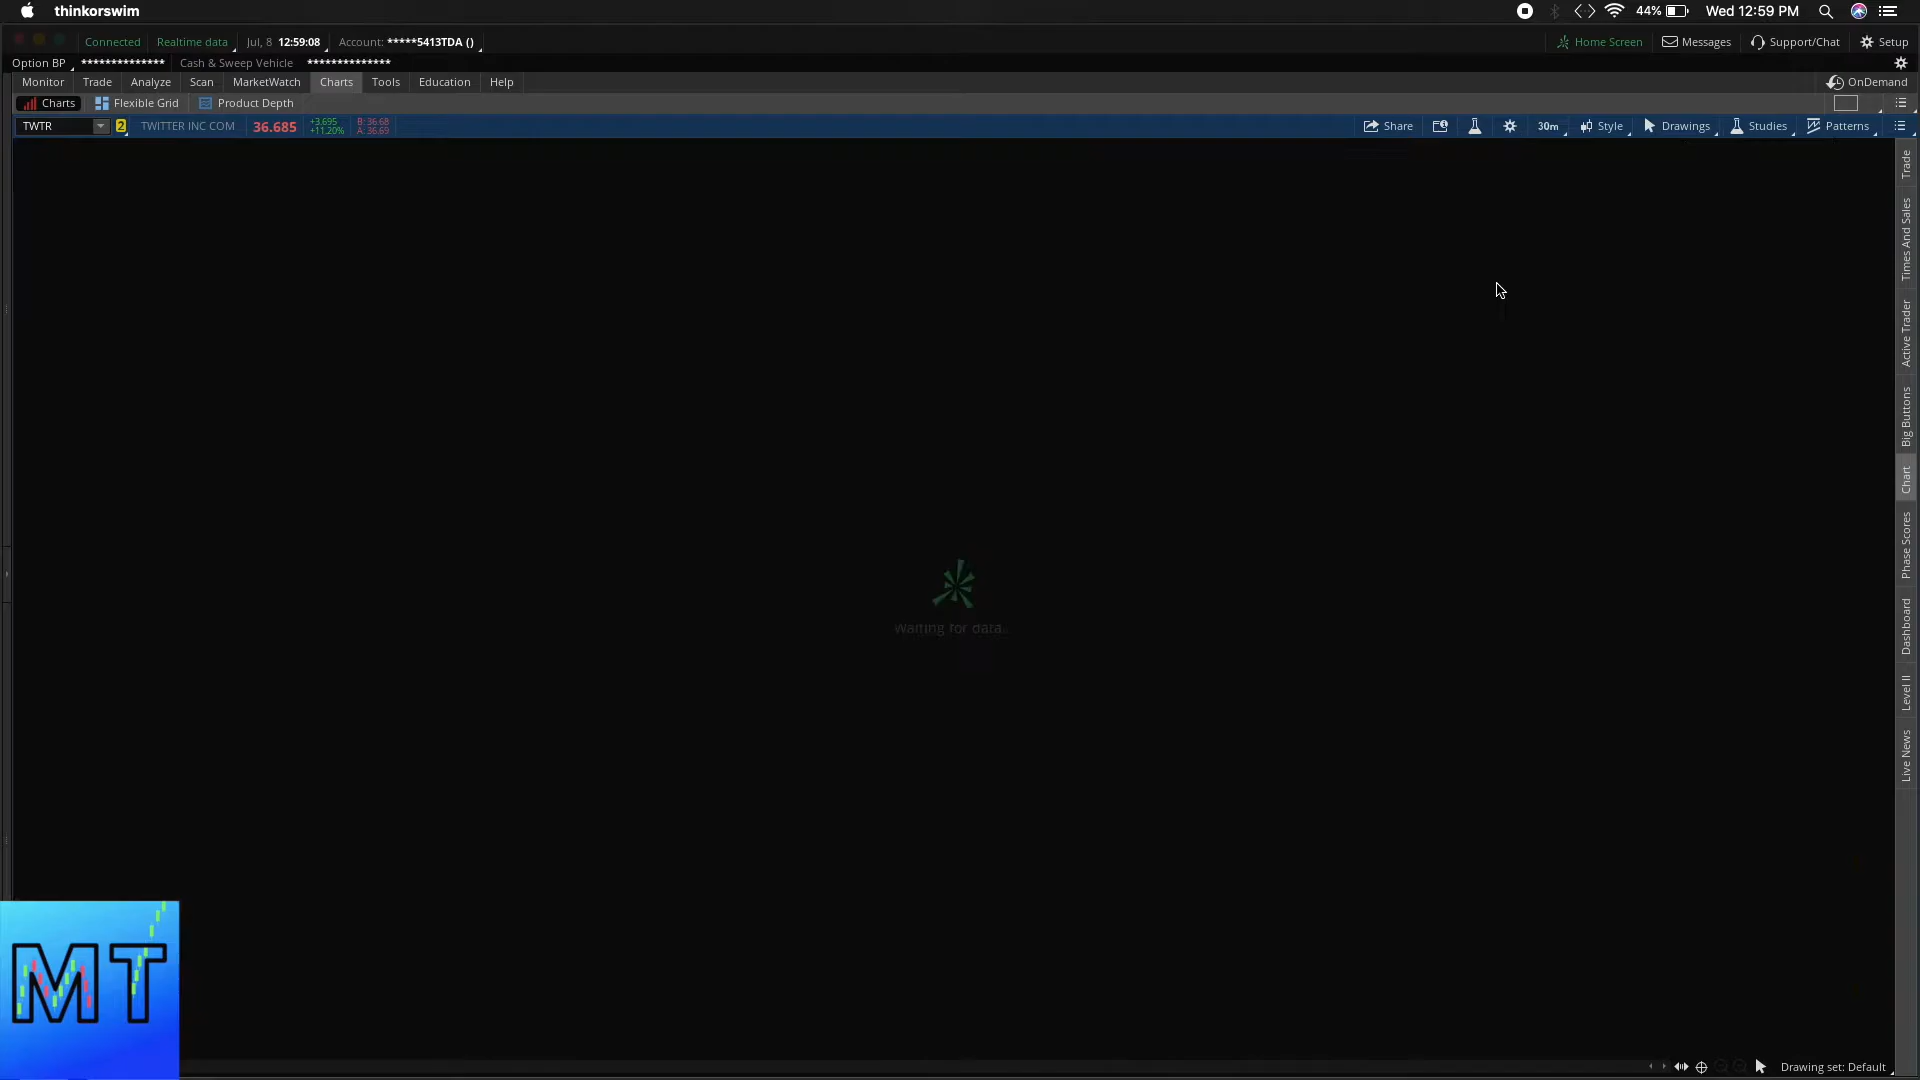 thinkorswim 44% Wed 12:59 PM
Connected Realtime data Jul, 8 12:59:08 Account: *****5413TDA () Home Screen Messages Support/Chat Setup
Option BP ************** Cash & Sweep Vehicle **************
Monitor Trade Analyze Scan MarketWatch Charts Tools Education Help OnDemand
Charts Flexible Grid Product Depth
TWTR 2 TWITTER INC COM 36.685 +3.695 B: 36.68 Share 30m Style Drawings Studies Patterns
+11.20% A: 36.69
Trade
Times And Sales
Active Trader
Big Buttons
Chart
Phase Scores
Dashboard
Level II
Live News
Waiting for data.
MT
Drawing set: Default